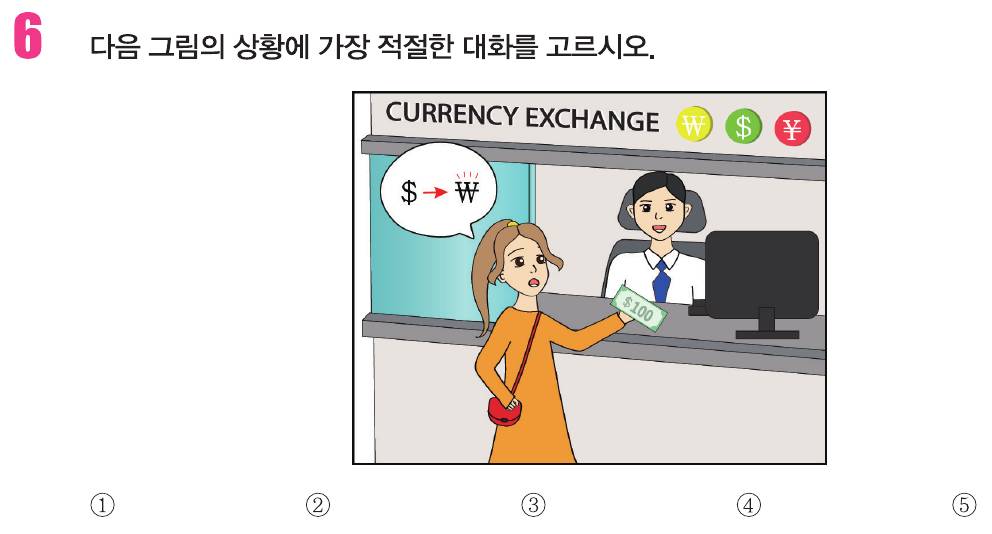 6 다음 그림의 상황에 가장 적절한 대화를 고르시오.
CURRENCY EXCHANGE ₩ $ ¥
$ → ₩
$100
① ② ③ ④ ⑤